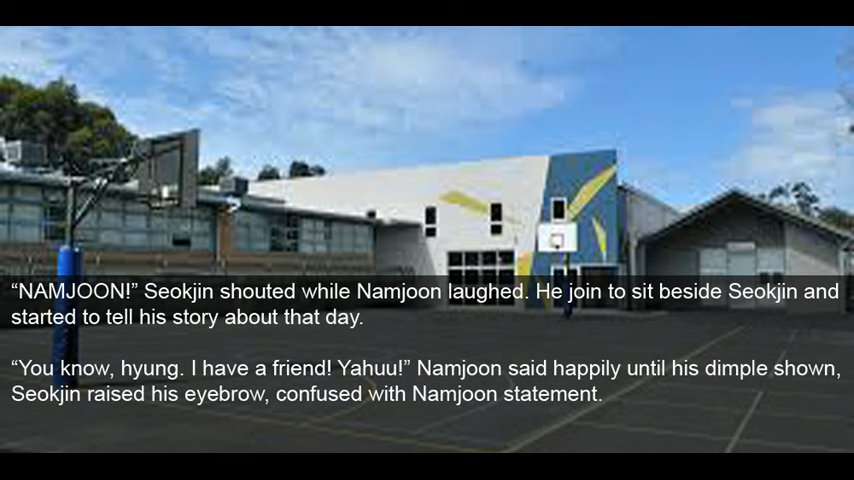 “NAMJOON!” Seokjin shouted while Namjoon laughed. He join to sit beside Seokjin and
started to tell his story about that day.
“You know, hyung. I have a friend! Yahuu!” Namjoon said happily until his dimple shown,
Seokjin raised his eyebrow, confused with Namjoon statement.